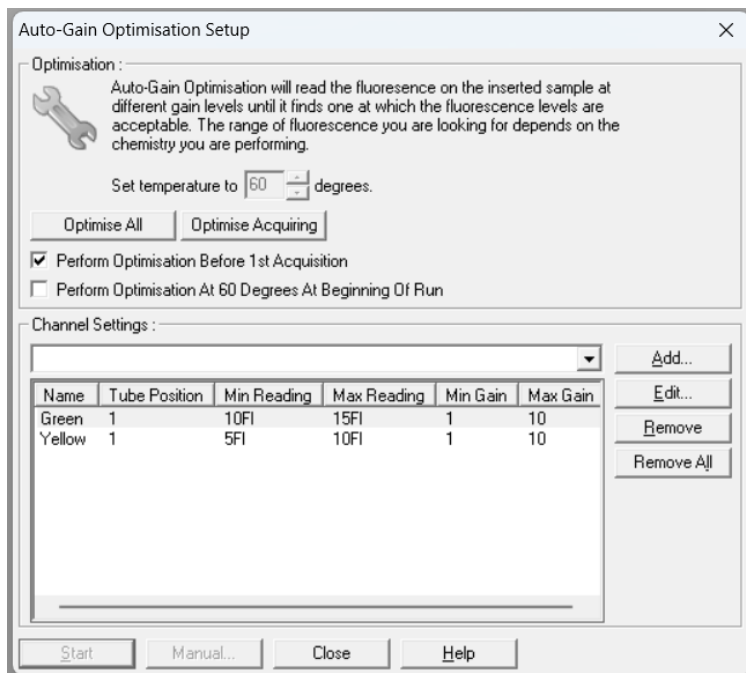 Auto-Gain Optimisation Setup
Optimisation :
Auto-Gain Optimisation will read the fluoresence on the inserted sample at
different gain levels until it finds one at which the fluorescence levels are
acceptable. The range of fluorescence you are looking for depends on the
chemistry you are performing.
Set temperature to 60 degrees.
Optimise All Optimise Acquiring
Perform Optimisation Before 1st Acquisition
Perform Optimisation At 60 Degrees At Beginning Of Run
Channel Settings :
Add...
Name Tube Position Min Reading Max Reading Min Gain Max Gain Edit...
Green 1 10Fl 15Fl 1 10
Remove
Yellow 1 5Fl 10Fl 1 10
Remove All
Start Manual... Close Help